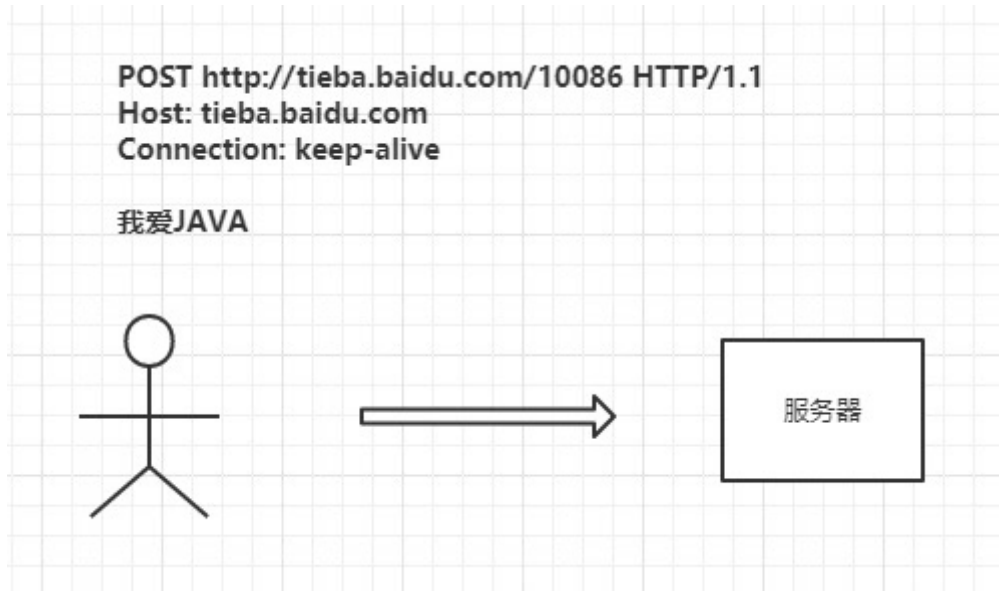 POST http://tieba.baidu.com/10086 HTTP/1.1
Host: tieba.baidu.com
Connection: keep-alive
我爱JAVA
服务器